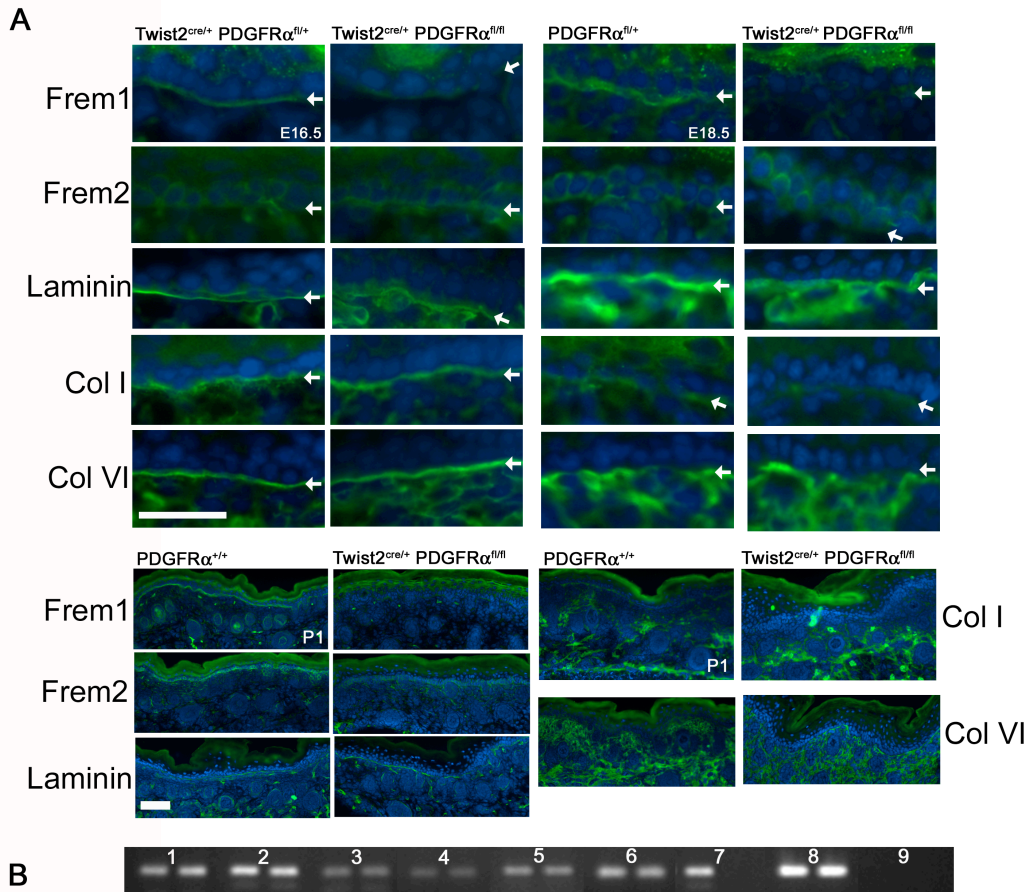 A
Twist2cre/+ PDGFRαfl/+ Twist2cre/+ PDGFRαfl/fl PDGFRαfl/+ Twist2cre/+ PDGFRαfl/fl
Frem1
E16.5 E18.5
Frem2
Laminin
Col I
Col VI
PDGFRα+/+ Twist2cre/+ PDGFRαfl/fl PDGFRα+/+ Twist2cre/+ PDGFRαfl/fl
Frem1 Col I
P1 P1
Frem2
Col VI
Laminin
B 1 2 3 4 5 6 7 8 9